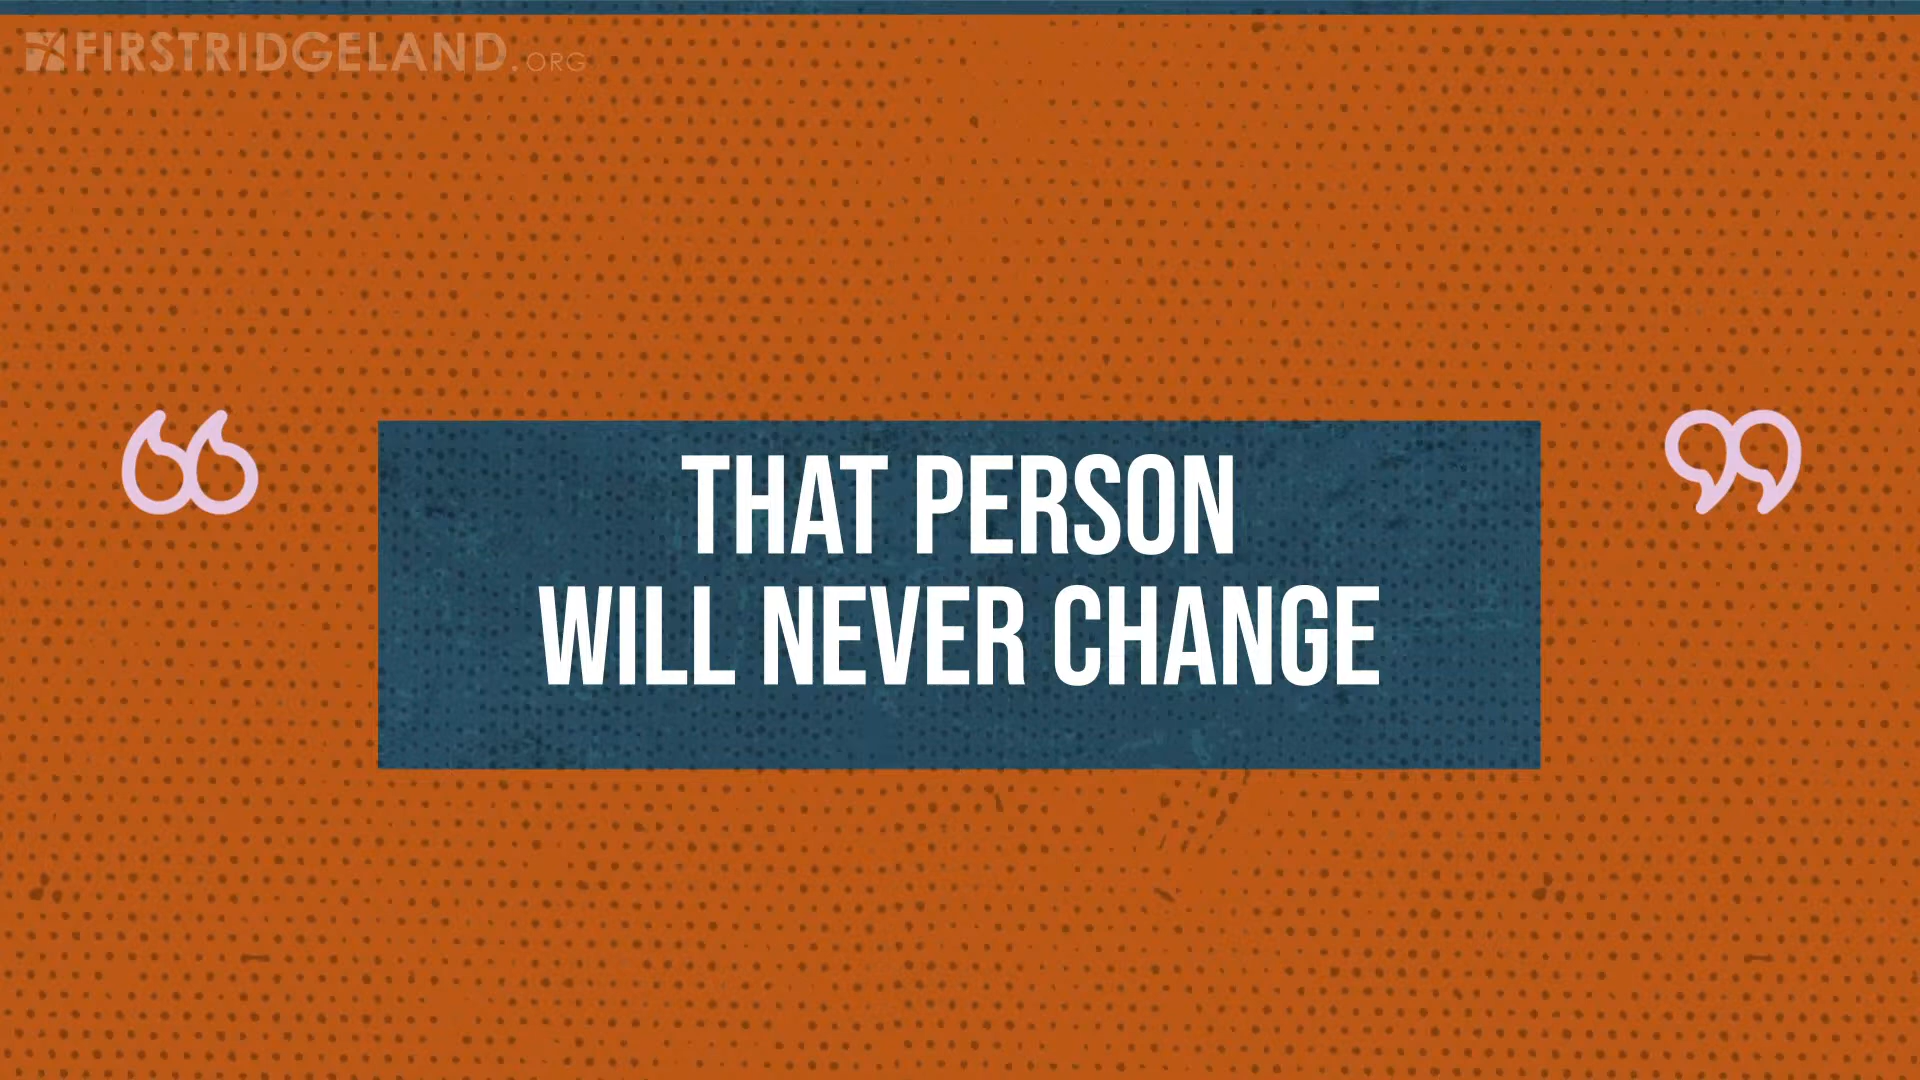 FIRSTRIDGELAND.ORG
“ ”
THAT PERSON
WILL NEVER CHANGE